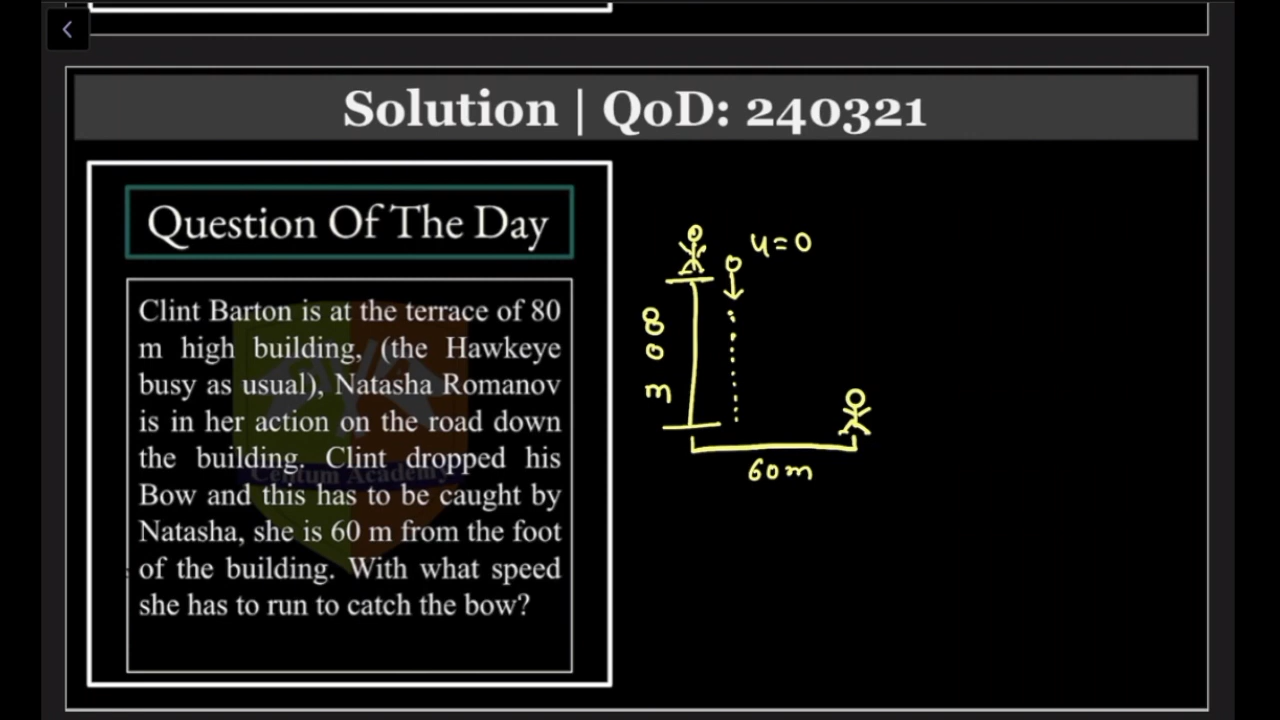 Solution | QoD: 240321
Question Of The Day
Clint Barton is at the terrace of 80
m high building, (the Hawkeye
busy as usual), Natasha Romanov
is in her action on the road down
the building. Clint dropped his
Bow and this has to be caught by
Natasha, she is 60 m from the foot
of the building. With what speed
she has to run to catch the bow?
Centum Academy
u=0
80 m
60m